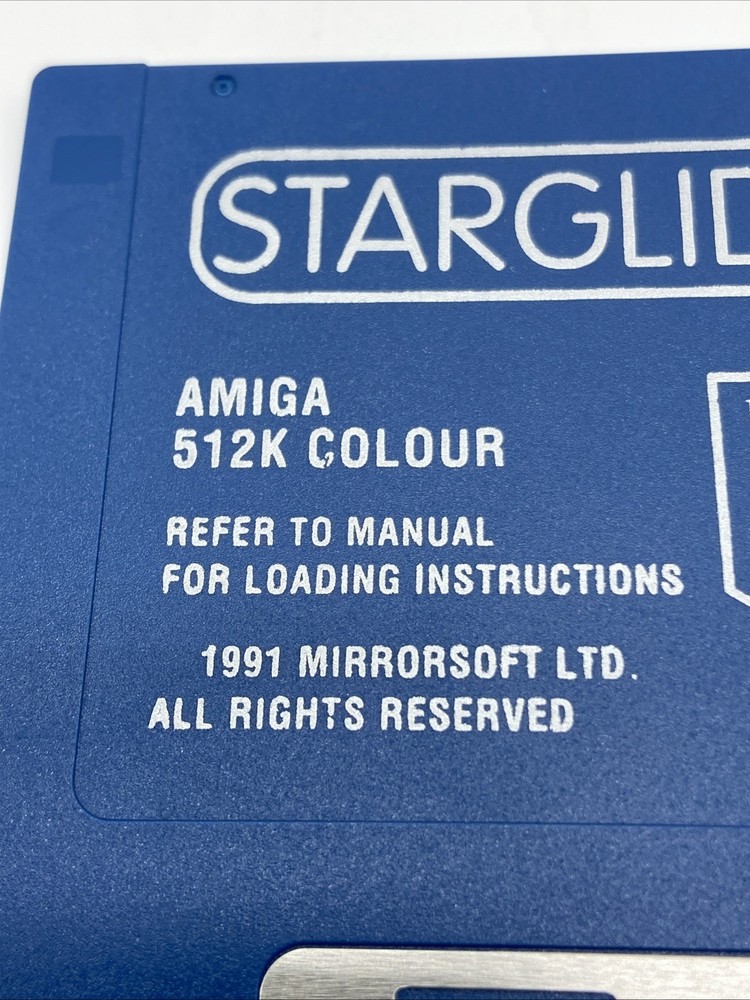 STARGLID
AMIGA
512K COLOUR
REFER TO MANUAL
FOR LOADING INSTRUCTIONS
1991 MIRRORSOFT LTD.
ALL RIGHTS RESERVED